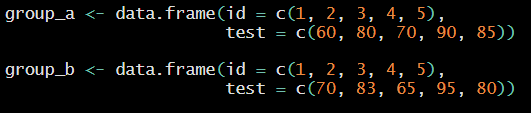 group_a <- data.frame(id = c(1, 2, 3, 4, 5),
                      test = c(60, 80, 70, 90, 85))
group_b <- data.frame(id = c(1, 2, 3, 4, 5),
                      test = c(70, 83, 65, 95, 80))